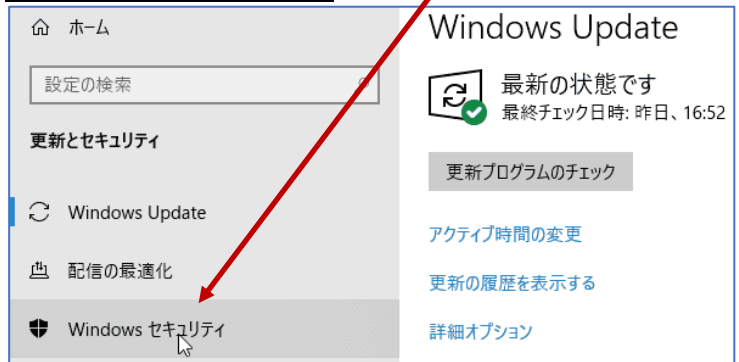 ホーム
設定の検索
更新とセキュリティ
Windows Update
配信の最適化
Windows セキュリティ
Windows Update
最新の状態です
最終チェック日時: 昨日、16:52
更新プログラムのチェック
アクティブ時間の変更
更新の履歴を表示する
詳細オプション